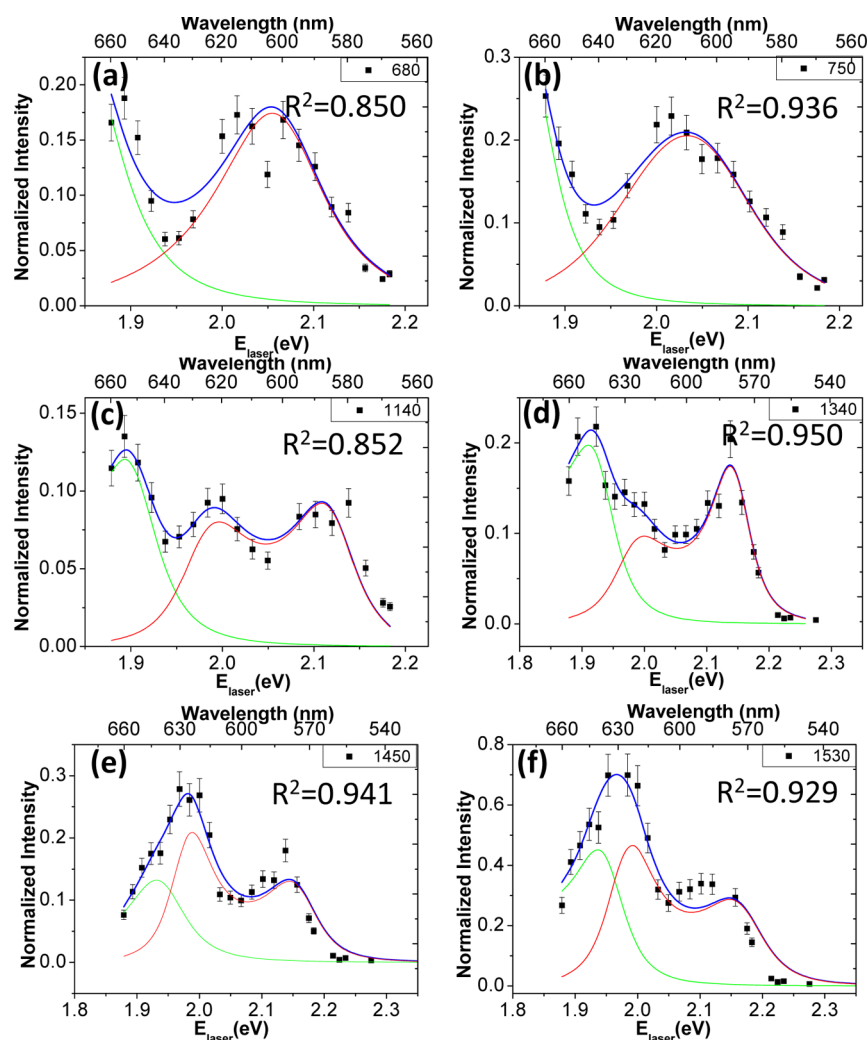 Wavelength (nm)
660 640 620 600 580 560
(a)
680
R²=0.850
Normalized Intensity
0.20
0.15
0.10
0.05
0.00
1.9 2.0 2.1 2.2
E_laser(eV)
Wavelength (nm)
660 640 620 600 580 560
(b)
750
R²=0.936
Normalized Intensity
0.3
0.2
0.1
0.0
1.9 2.0 2.1 2.2
E_laser(eV)
Wavelength (nm)
660 640 620 600 580 560
(c)
1140
R²=0.852
Normalized Intensity
0.15
0.10
0.05
0.00
1.9 2.0 2.1 2.2
E_laser(eV)
Wavelength (nm)
660 630 600 570 540
(d)
1340
R²=0.950
Normalized Intensity
0.2
0.1
0.0
1.8 1.9 2.0 2.1 2.2 2.3
E_laser(eV)
Wavelength (nm)
660 630 600 570 540
(e)
1450
R²=0.941
Normalized Intensity
0.3
0.2
0.1
0.0
1.8 1.9 2.0 2.1 2.2 2.3
E_laser(eV)
Wavelength (nm)
660 630 600 570 540
(f)
1530
R²=0.929
Normalized Intensity
0.8
0.6
0.4
0.2
0.0
1.8 1.9 2.0 2.1 2.2 2.3
E_laser(eV)